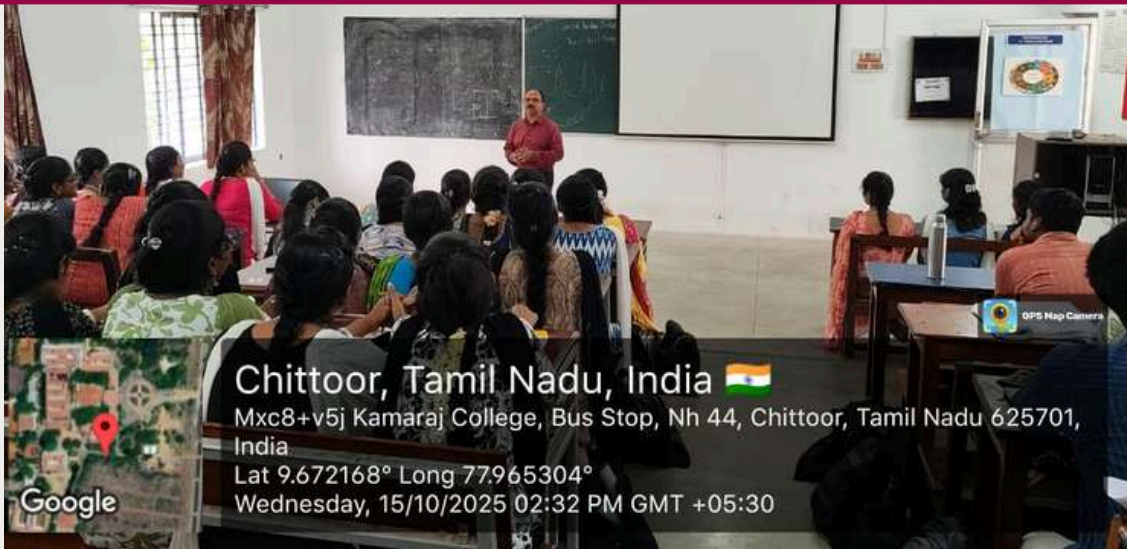 GPS Map Camera
Chittoor, Tamil Nadu, India
Mxc8+v5j Kamaraj College, Bus Stop, Nh 44, Chittoor, Tamil Nadu 625701,
India
Lat 9.672168° Long 77.965304°
Wednesday, 15/10/2025 02:32 PM GMT +05:30
Google